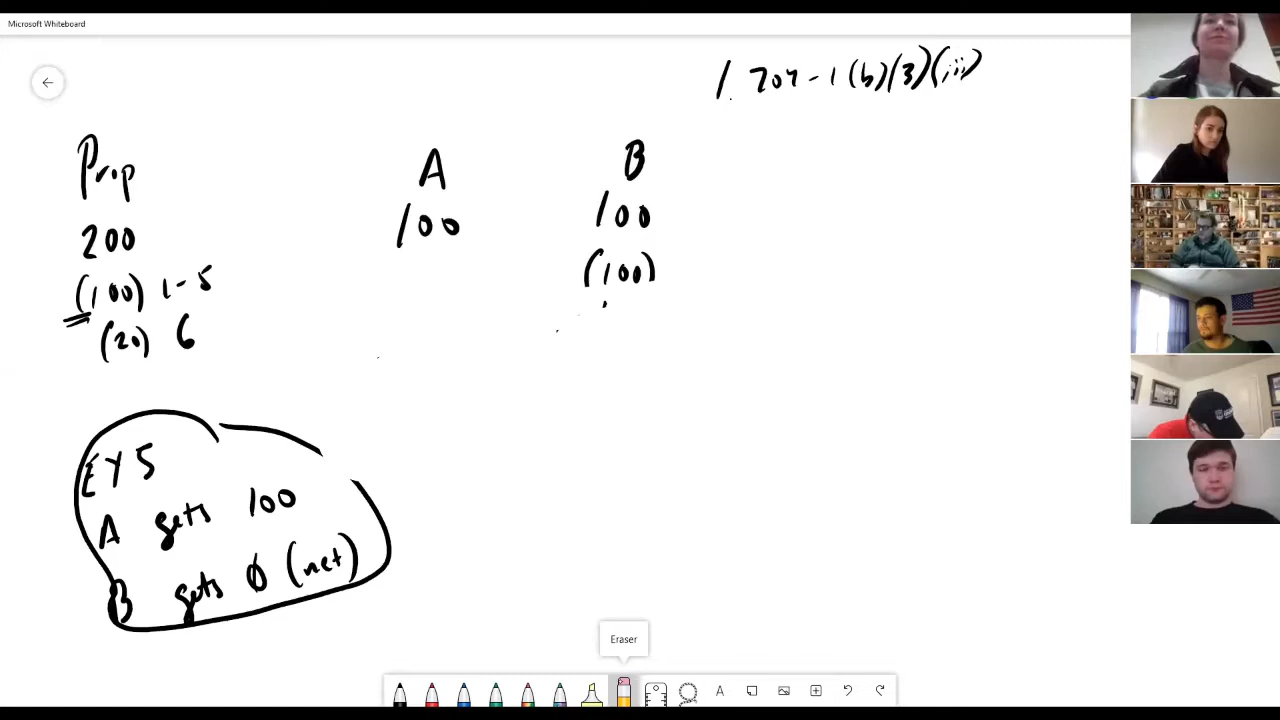 Microsoft Whiteboard
1.704-1(b)(3)(iii)
Prop A B
200 100 100
(100) 1-5 (100)
(20) 6
EY5
A gets 100
B gets 0 (net)
Eraser
A